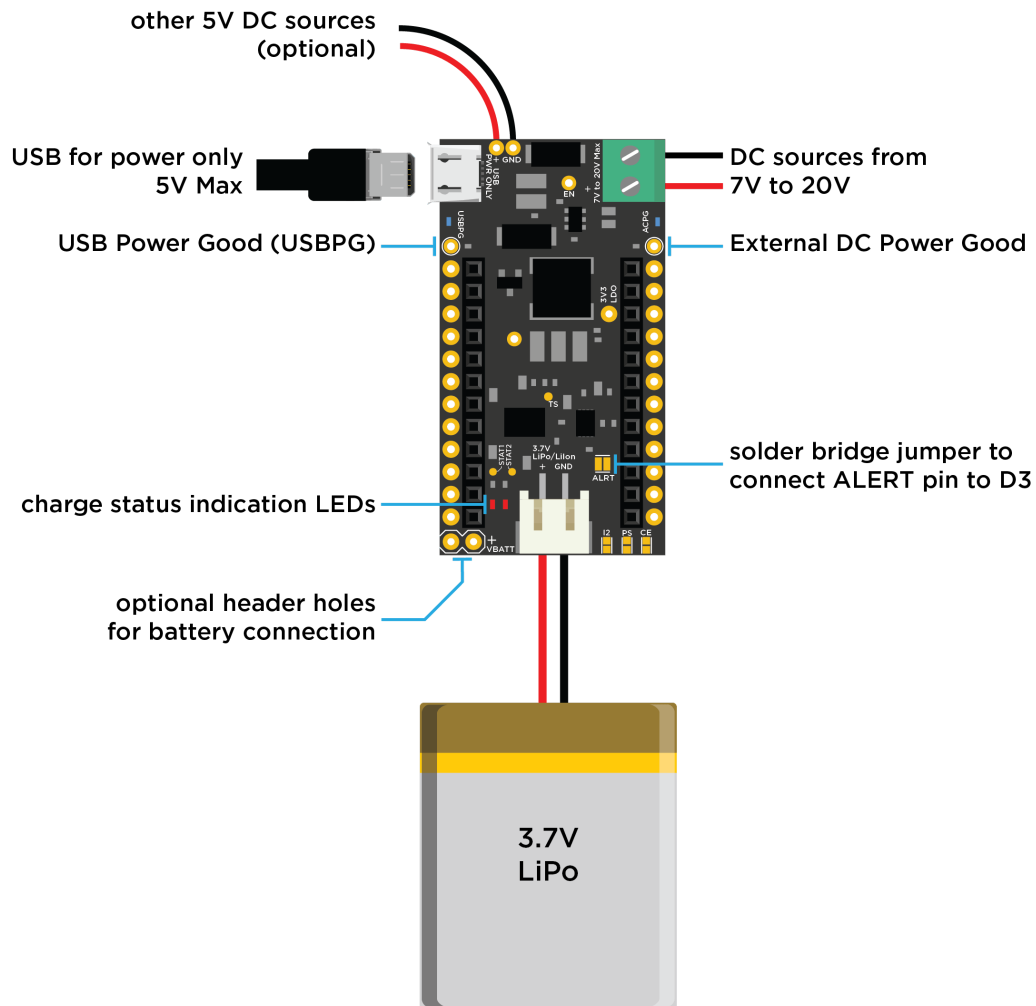 other 5V DC sources
(optional)
USB for power only
5V Max
USB Power Good (USBPG)
charge status indication LEDs
optional header holes
for battery connection
DC sources from
7V to 20V
External DC Power Good
solder bridge jumper to
connect ALERT pin to D3
+ GND
USB
PWR ONLY
EN
+
7V to 20V Max
USBPG
ACPG
3V3
LDO
TS
STAT1
STAT2
3.7V
LiPo/LiIon
+ GND
ALRT
+
VBATT
I2 PS CE
3.7V
LiPo